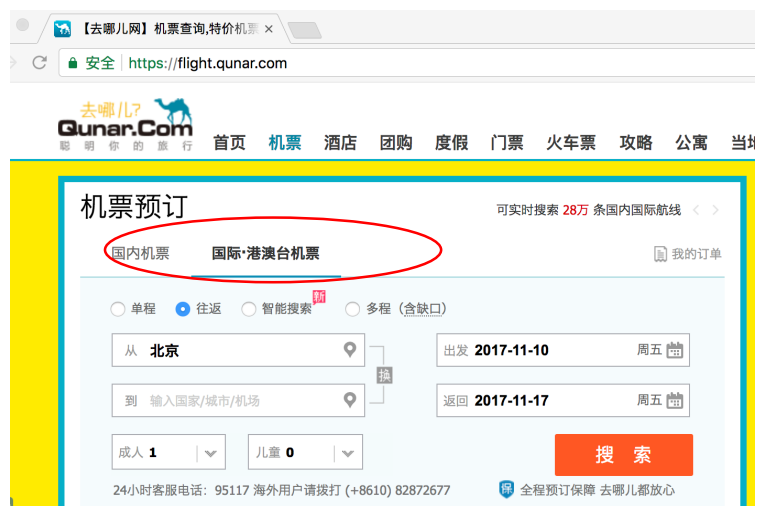 【去哪儿网】机票查询,特价机票 ×
安全 https://flight.qunar.com
去哪儿?
Qunar.Com
聪明你的旅行
首页 机票 酒店 团购 度假 门票 火车票 攻略 公寓 当地
机票预订
可实时搜索 28万 条国内国际航线 < >
国内机票 国际·港澳台机票
我的订单
单程 往返 智能搜索 新 多程（含缺口）
从 北京 出发 2017-11-10 周五
换
到 输入国家/城市/机场 返回 2017-11-17 周五
成人 1 儿童 0 搜 索
24小时客服电话：95117 海外用户请拨打 (+8610) 82872677 保 全程预订保障 去哪儿都放心